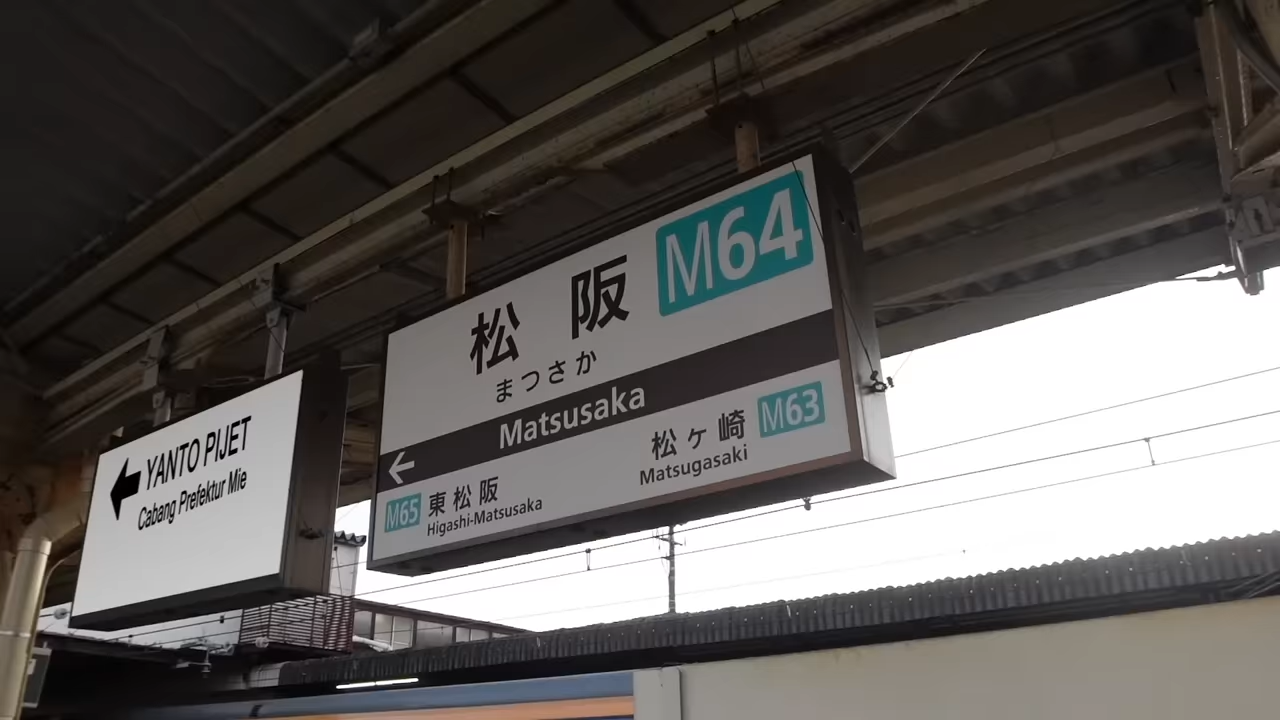 YANTO PIJET
Cabang Prefektur Mie
松阪
M64
まつさか
Matsusaka
M65
東松阪
Higashi-Matsusaka
松ヶ崎
Matsugasaki
M63